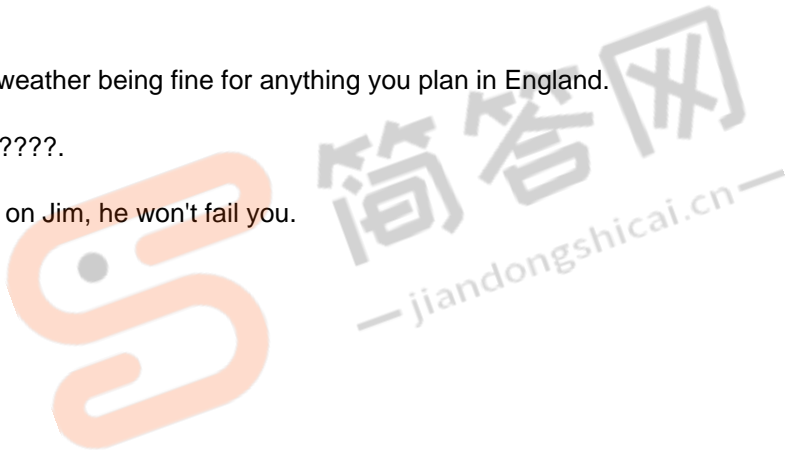 weather being fine for anything you plan in England.
????.
on Jim, he won't fail you.
简答网
jiandongshicai.cn